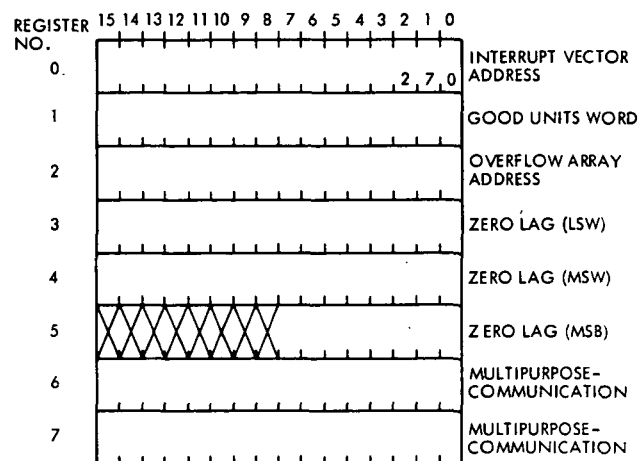 REGISTER NO. 15 14 13 12 11 10 9 8 7 6 5 4 3 2 1 0
0 INTERRUPT VECTOR ADDRESS
2 7 0
1 GOOD UNITS WORD
2 OVERFLOW ARRAY ADDRESS
3 ZERO LAG (LSW)
4 ZERO LAG (MSW)
5 ZERO LAG (MSB)
6 MULTIPURPOSE-COMMUNICATION
7 MULTIPURPOSE-COMMUNICATION